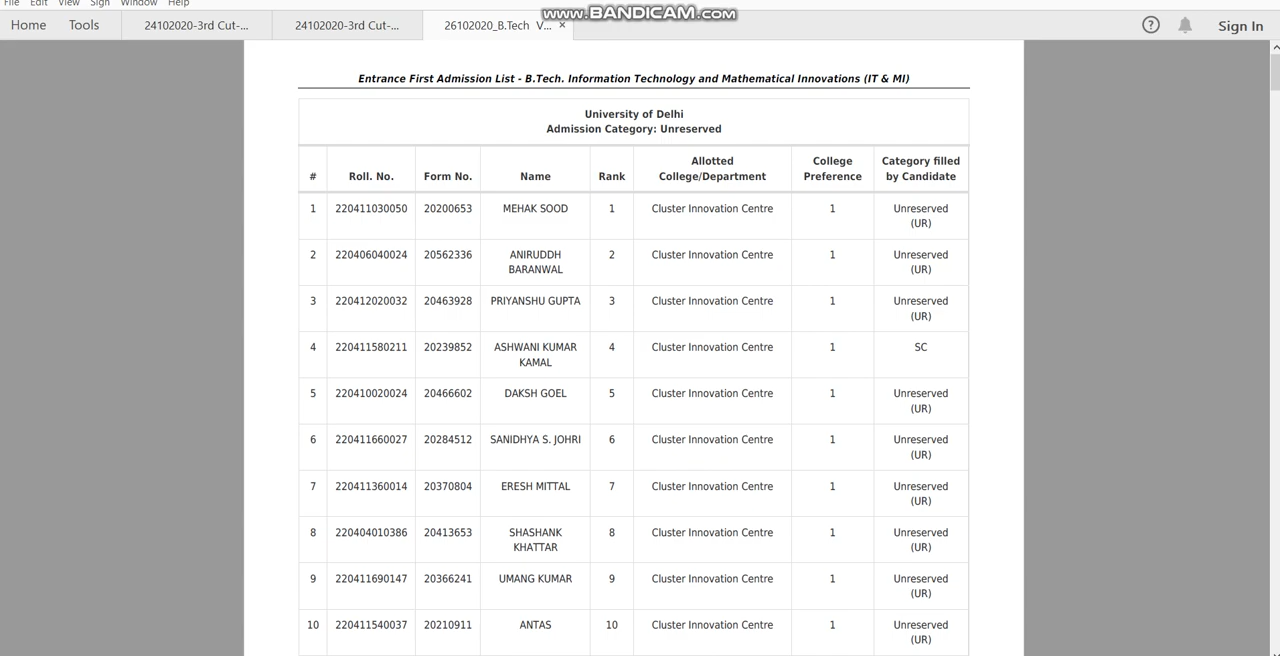 File Edit View Sign Window Help
www.BANDICAM.com
Home Tools 24102020-3rd Cut-... 24102020-3rd Cut-... 26102020_B.Tech V... × Sign In
Entrance First Admission List - B.Tech. Information Technology and Mathematical Innovations (IT & MI)
University of Delhi
Admission Category: Unreserved
# Roll. No. Form No. Name Rank Allotted College/Department College Preference Category filled by Candidate
1 220411030050 20200653 MEHAK SOOD 1 Cluster Innovation Centre 1 Unreserved (UR)
2 220406040024 20562336 ANIRUDDH BARANWAL 2 Cluster Innovation Centre 1 Unreserved (UR)
3 220412020032 20463928 PRIYANSHU GUPTA 3 Cluster Innovation Centre 1 Unreserved (UR)
4 220411580211 20239852 ASHWANI KUMAR KAMAL 4 Cluster Innovation Centre 1 SC
5 220410020024 20466602 DAKSH GOEL 5 Cluster Innovation Centre 1 Unreserved (UR)
6 220411660027 20284512 SANIDHYA S. JOHRI 6 Cluster Innovation Centre 1 Unreserved (UR)
7 220411360014 20370804 ERESH MITTAL 7 Cluster Innovation Centre 1 Unreserved (UR)
8 220404010386 20413653 SHASHANK KHATTAR 8 Cluster Innovation Centre 1 Unreserved (UR)
9 220411690147 20366241 UMANG KUMAR 9 Cluster Innovation Centre 1 Unreserved (UR)
10 220411540037 20210911 ANTAS 10 Cluster Innovation Centre 1 Unreserved (UR)